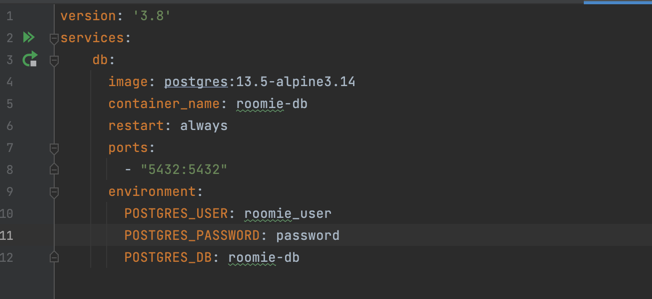 1 version: '3.8'
2 services:
3     db:
4       image: postgres:13.5-alpine3.14
5       container_name: roomie-db
6       restart: always
7       ports:
8         - "5432:5432"
9       environment:
10         POSTGRES_USER: roomie_user
11         POSTGRES_PASSWORD: password
12         POSTGRES_DB: roomie-db